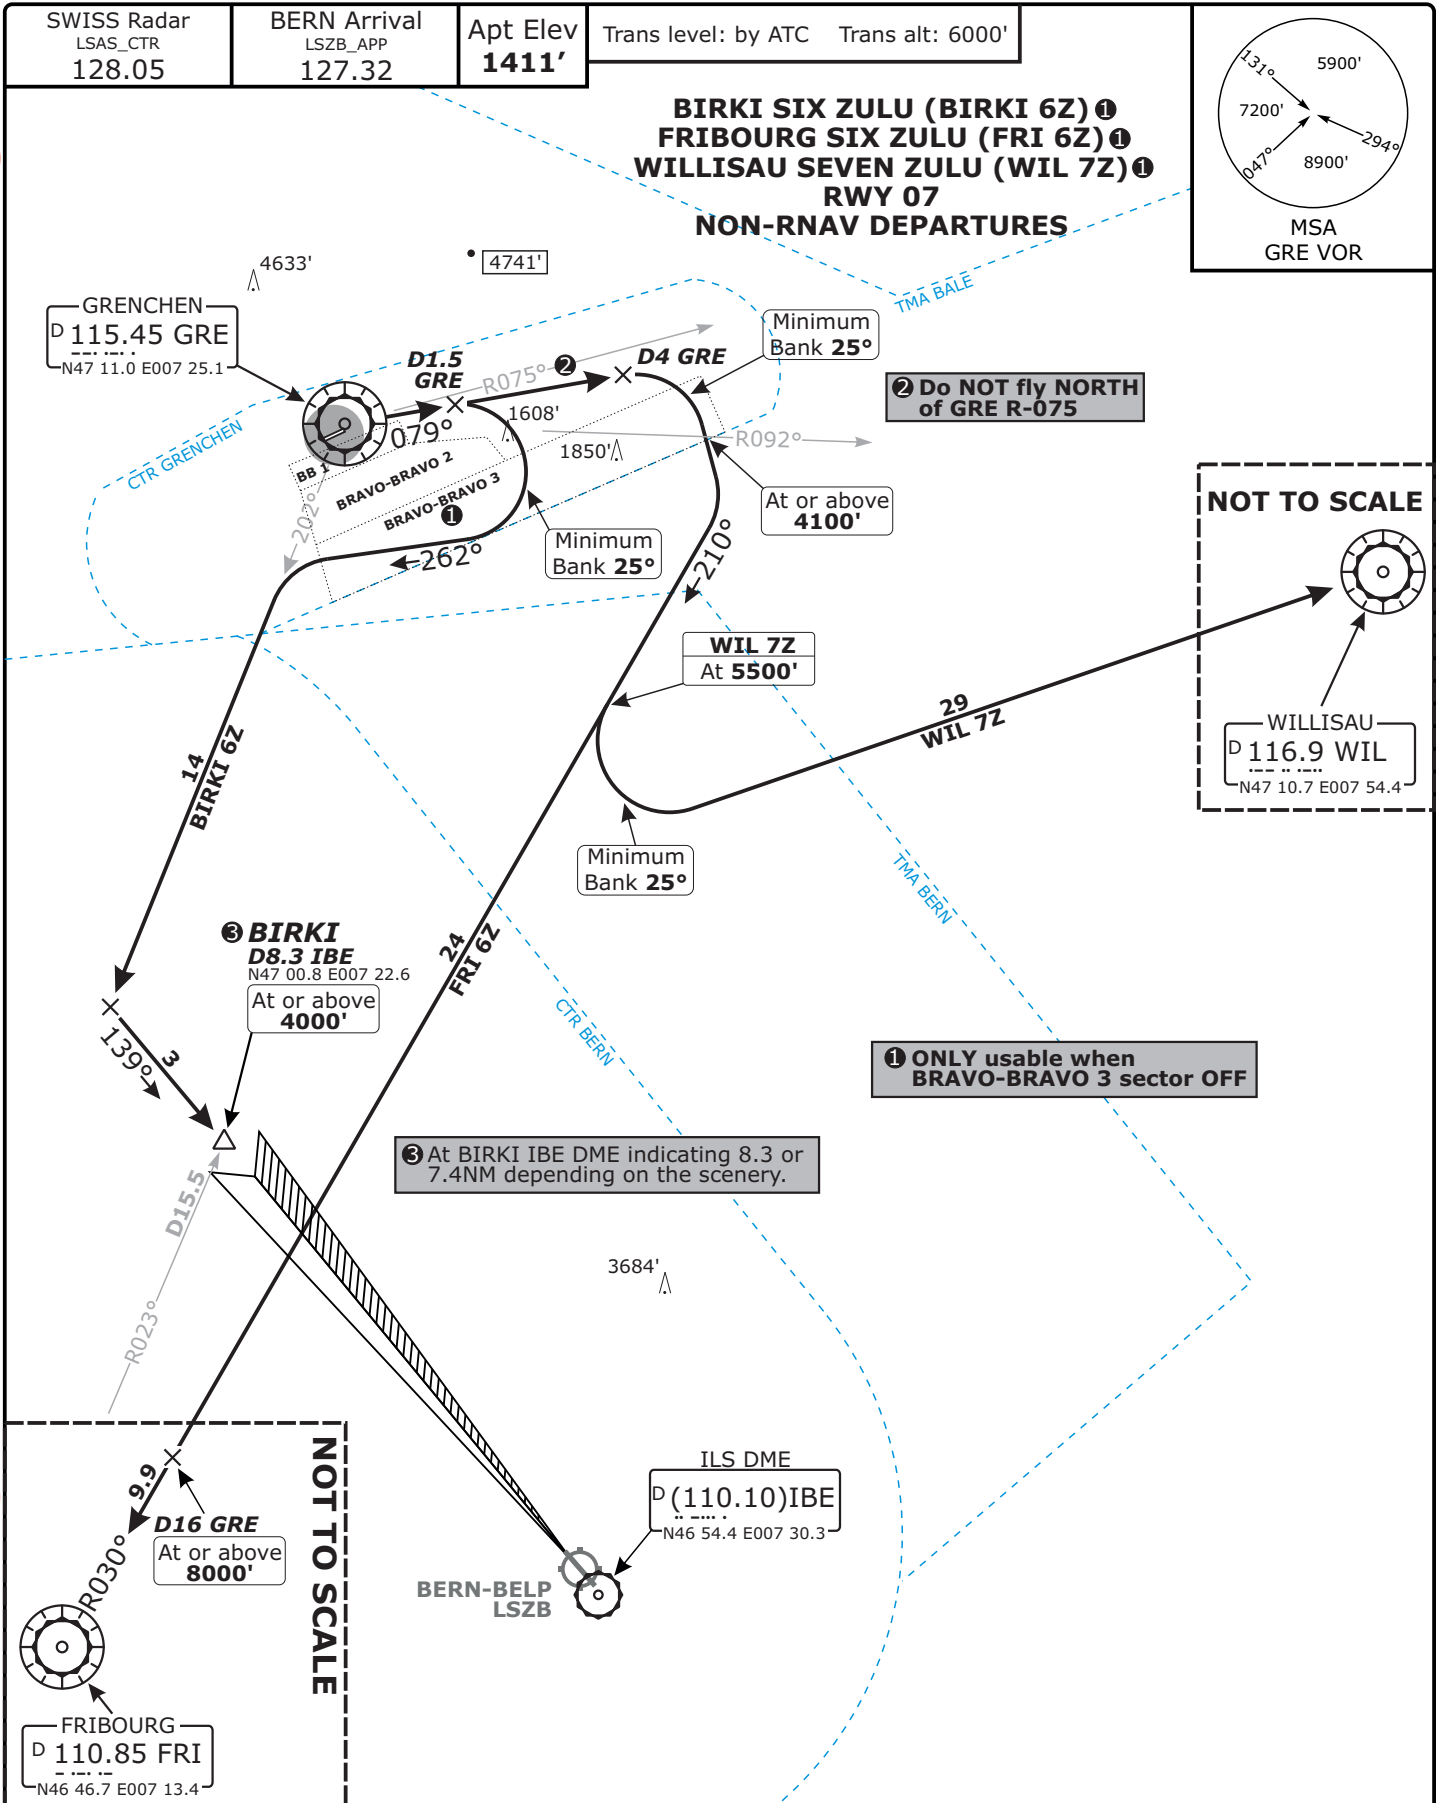 SWISS Radar
LSAS_CTR
128.05
BERN Arrival
LSZB_APP
127.32
Apt Elev
1411’
Trans level: by ATC    Trans alt: 6000'
BIRKI SIX ZULU (BIRKI 6Z) ❶
FRIBOURG SIX ZULU (FRI 6Z) ❶
WILLISAU SEVEN ZULU (WIL 7Z) ❶
RWY 07
NON-RNAV DEPARTURES
131°
5900'
7200'
294°
047°
8900'
MSA
GRE VOR
4633'
4741'
TMA BALE
GRENCHEN
D 115.45 GRE
N47 11.0 E007 25.1
D1.5
GRE
R075°
❷
D4 GRE
Minimum
Bank 25°
❷ Do NOT fly NORTH
of GRE R-075
CTR GRENCHEN
079°
1608'
1850'
R092°
BB 1
BRAVO-BRAVO 2
BRAVO-BRAVO 3
❶
202°
262°
Minimum
Bank 25°
At or above
4100'
210°
NOT TO SCALE
WIL 7Z
At 5500'
29
WIL 7Z
WILLISAU
D 116.9 WIL
N47 10.7 E007 54.4
14
BIRKI 6Z
Minimum
Bank 25°
TMA BERN
❸ BIRKI
D8.3 IBE
N47 00.8 E007 22.6
At or above
4000'
24
FRI 6Z
CTR BERN
139°
3
❶ ONLY usable when
BRAVO-BRAVO 3 sector OFF
❸ At BIRKI IBE DME indicating 8.3 or
7.4NM depending on the scenery.
D15.5
R023°
3684'
NOT TO SCALE
9.9
D16 GRE
At or above
8000'
R030°
ILS DME
D (110.10)IBE
N46 54.4 E007 30.3
BERN-BELP
LSZB
FRIBOURG
D 110.85 FRI
N46 46.7 E007 13.4